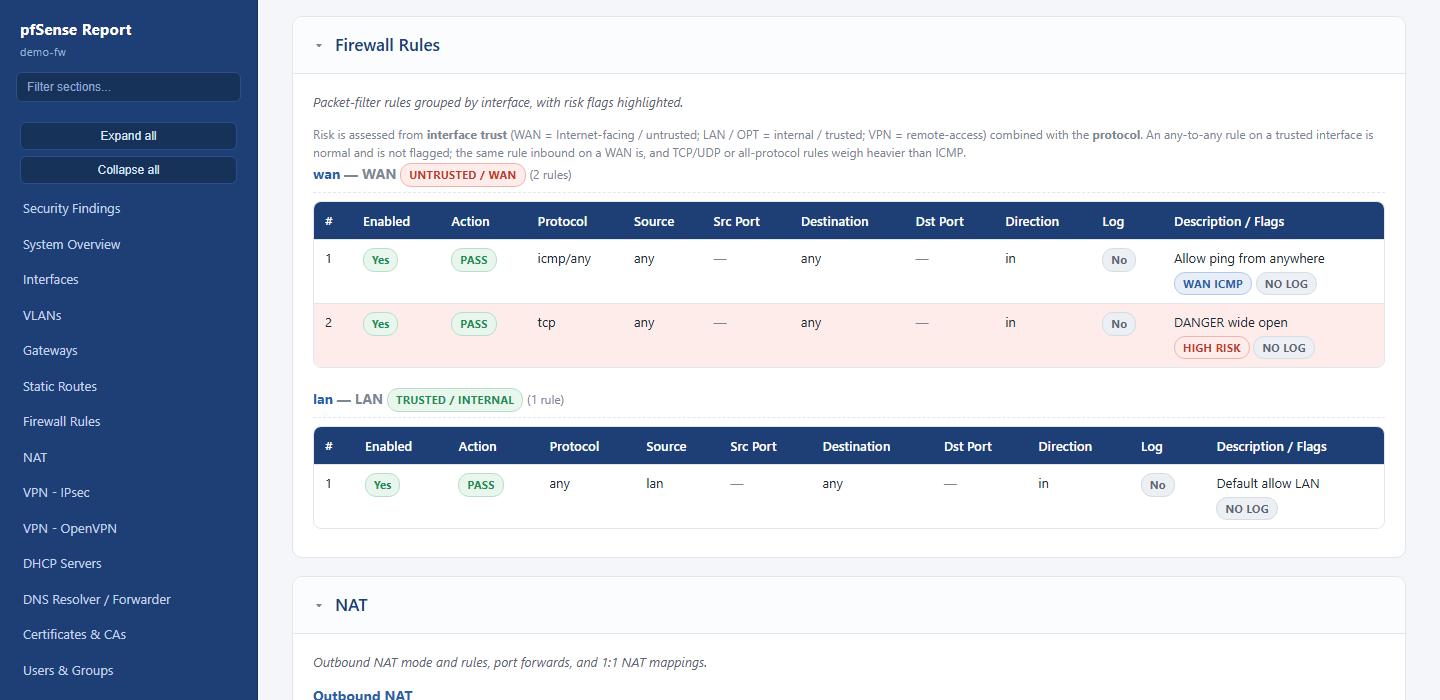 pfSense Report
demo-fw
Filter sections...
Expand all
Collapse all
Security Findings
System Overview
Interfaces
VLANs
Gateways
Static Routes
Firewall Rules
NAT
VPN - IPsec
VPN - OpenVPN
DHCP Servers
DNS Resolver / Forwarder
Certificates & CAs
Users & Groups
Firewall Rules
Packet-filter rules grouped by interface, with risk flags highlighted.
Risk is assessed from interface trust (WAN = Internet-facing / untrusted; LAN / OPT = internal / trusted; VPN = remote-access) combined with the protocol. An any-to-any rule on a trusted interface is
normal and is not flagged; the same rule inbound on a WAN is, and TCP/UDP or all-protocol rules weigh heavier than ICMP.
wan — WAN UNTRUSTED / WAN (2 rules)
# Enabled Action Protocol Source Src Port Destination Dst Port Direction Log Description / Flags
1 Yes PASS icmp/any any — any — in No Allow ping from anywhere
WAN ICMP NO LOG
2 Yes PASS tcp any — any — in No DANGER wide open
HIGH RISK NO LOG
lan — LAN TRUSTED / INTERNAL (1 rule)
# Enabled Action Protocol Source Src Port Destination Dst Port Direction Log Description / Flags
1 Yes PASS any lan — any — in No Default allow LAN
NO LOG
NAT
Outbound NAT mode and rules, port forwards, and 1:1 NAT mappings.
Outbound NAT